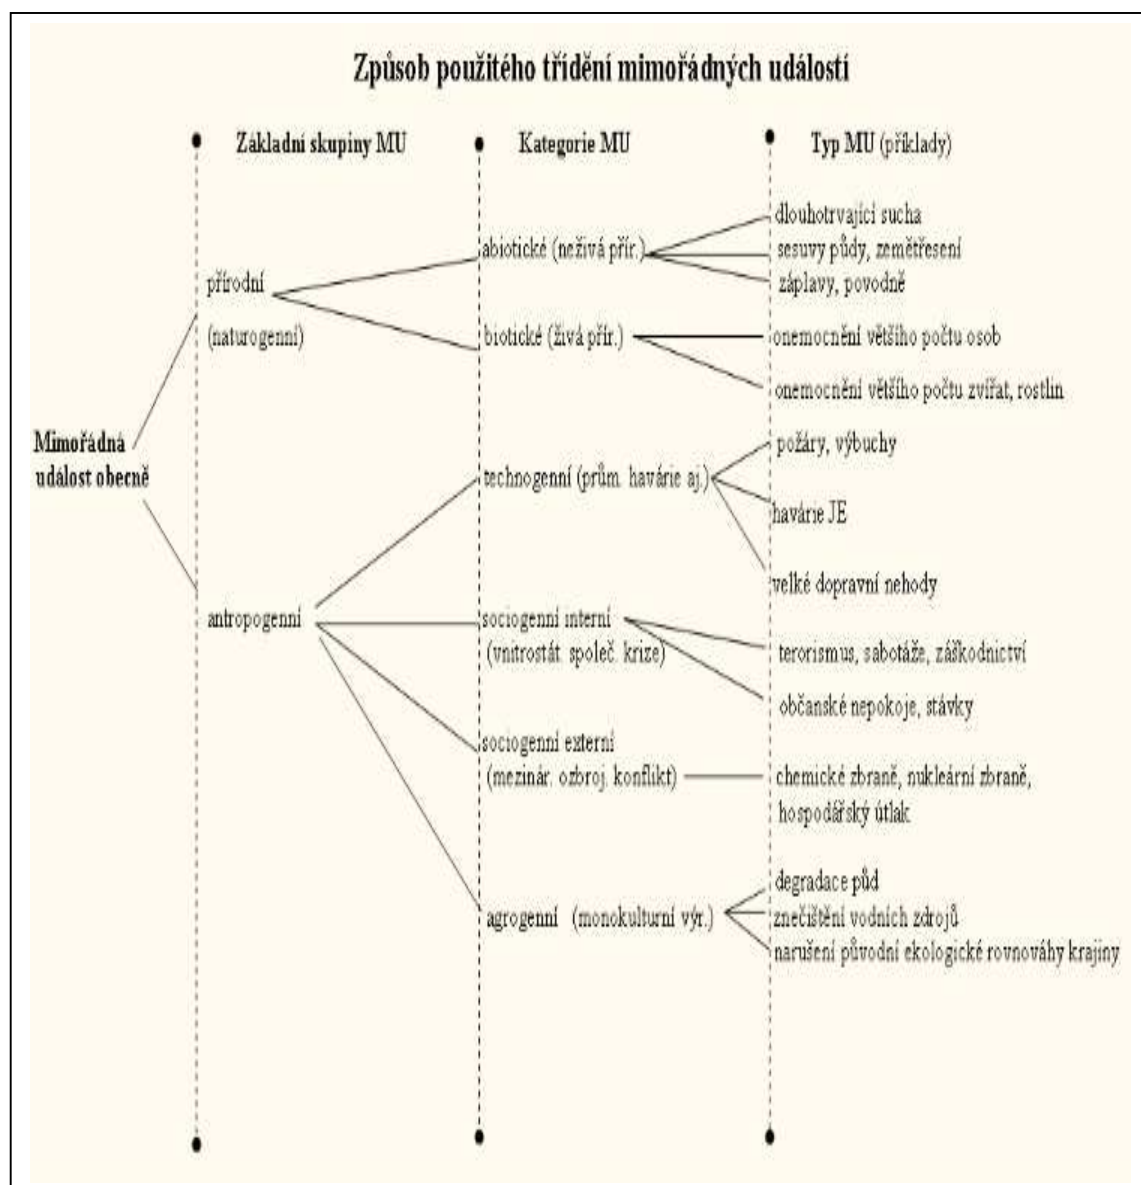 Způsob použitého třídění mimořádných událostí
Základní skupiny MU
Kategorie MU
Typ MU (příklady)
Mimořádná
událost obecně
přírodní
(naturogenní)
abiotické (neživá přír.)
dlouhotrvající sucha
sesuvy půdy, zemětřesení
záplavy, povodně
biotické (živá přír.)
onemocnění většího počtu osob
onemocnění většího počtu zvířat, rostlin
antropogenní
technogenní (prům. havárie aj.)
požáry, výbuchy
havárie JE
velké dopravní nehody
sociogenní interní
(vnitrostát. společ. krize)
terorismus, sabotáže, záškodnictví
občanské nepokoje, stávky
sociogenní externí
(mezinár. ozbroj. konflikt)
chemické zbraně, nukleární zbraně,
hospodářský útlak
agrogenní (monokulturní výr.)
degradace půd
znečištění vodních zdrojů
narušení původní ekologické rovnováhy krajiny